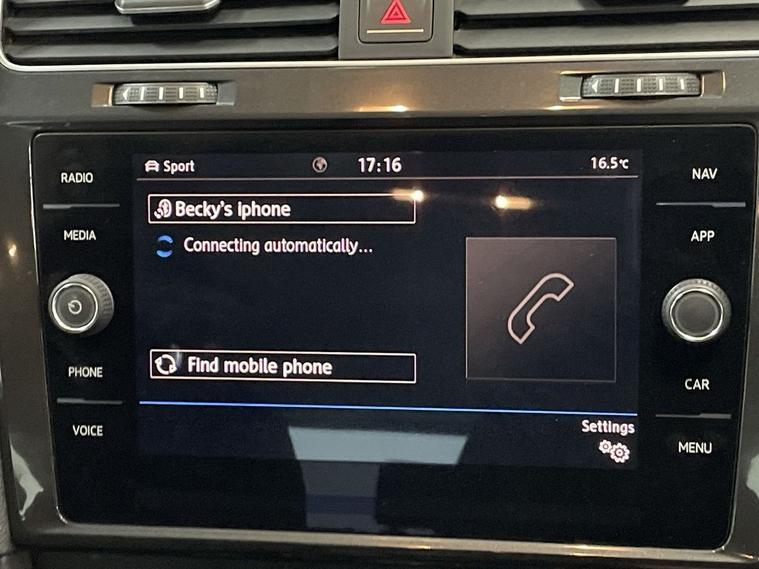 Sport 17:16 16.5°C
RADIO
MEDIA
PHONE
VOICE
Becky's iphone
Connecting automatically...
Find mobile phone
Settings
NAV
APP
CAR
MENU